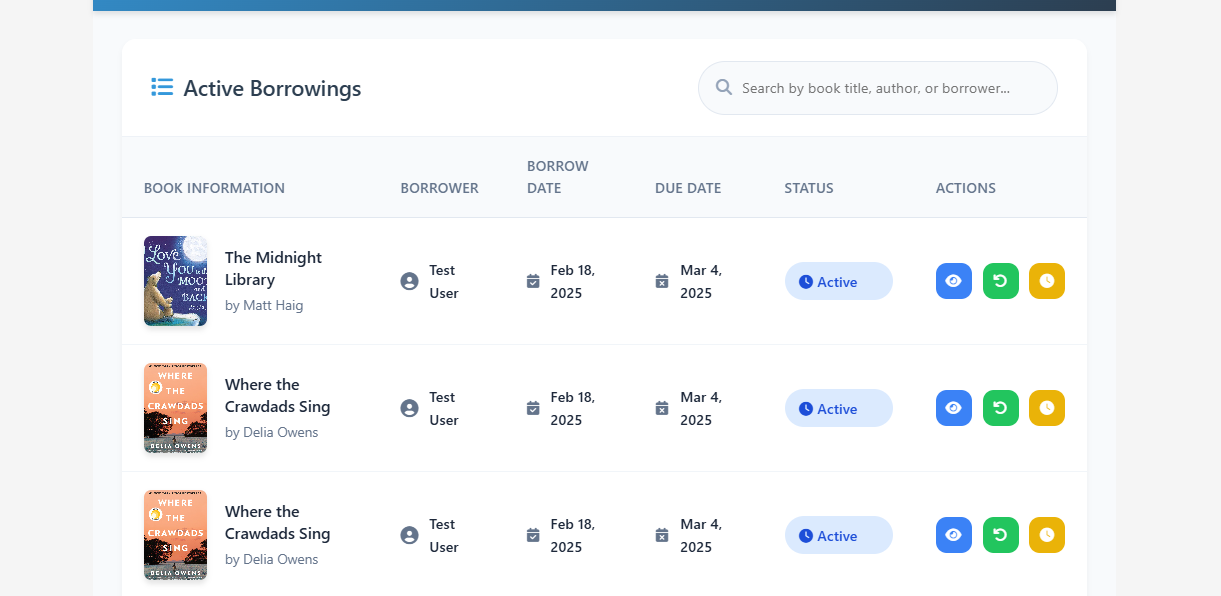 Active Borrowings
Search by book title, author, or borrower...
BOOK INFORMATION
BORROWER
BORROW
DATE
DUE DATE
STATUS
ACTIONS
Love
You to the
MOON
and
BACK
The Midnight
Library
by Matt Haig
Test
User
Feb 18,
2025
Mar 4,
2025
Active
WHERE
THE
CRAWDADS
SING
DELIA OWENS
Where the
Crawdads Sing
by Delia Owens
Test
User
Feb 18,
2025
Mar 4,
2025
Active
WHERE
THE
CRAWDADS
SING
DELIA OWENS
Where the
Crawdads Sing
by Delia Owens
Test
User
Feb 18,
2025
Mar 4,
2025
Active